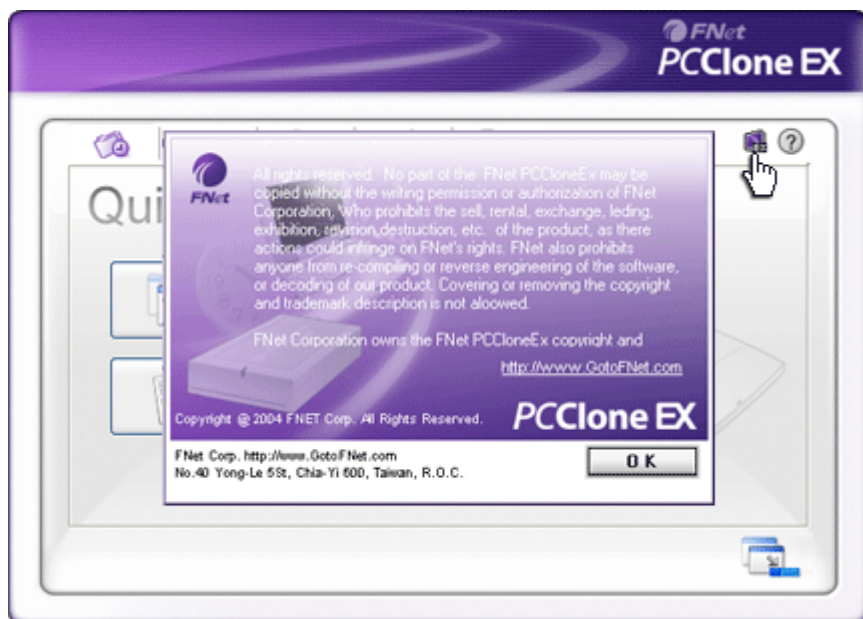 FNet
PCClone EX
Qui
FNet
All rights reserved. No part of the FNet PCCloneEx may be
copied without the writing permission or authorization of FNet
Corporation, Who prohibits the sell, rental, exchange, leding,
exhibition, revision,destruction, etc. of the product, as there
actions could infringe on FNet's rights. FNet also prohibits
anyone from re-compiling or reverse engineering of the software,
or decoding of our product. Covering or removing the copyright
and trademark description is not aloowed.
FNet Corporation owns the FNet PCCloneEx copyright and
http://www.GotoFNet.com
Copyright @ 2004 FNET Corp. All Rights Reserved.
PCClone EX
FNet Corp. http://www.GotoFNet.com
No.40 Yong-Le 5St, Chia-Yi 600, Taiwan, R.O.C.
OK